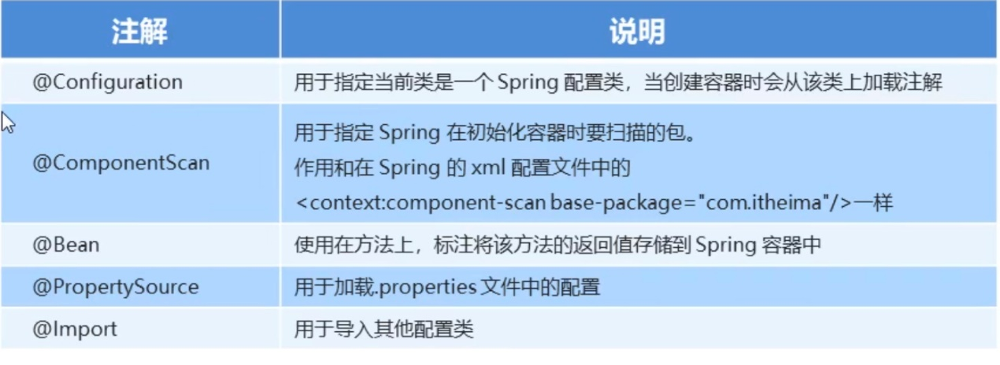 注解 说明
@Configuration 用于指定当前类是一个 Spring 配置类，当创建容器时会从该类上加载注解
@ComponentScan 用于指定 Spring 在初始化容器时要扫描的包。
作用和在 Spring 的 xml 配置文件中的
<context:component-scan base-package="com.itheima"/>一样
@Bean 使用在方法上，标注将该方法的返回值存储到 Spring 容器中
@PropertySource 用于加载.properties 文件中的配置
@Import 用于导入其他配置类